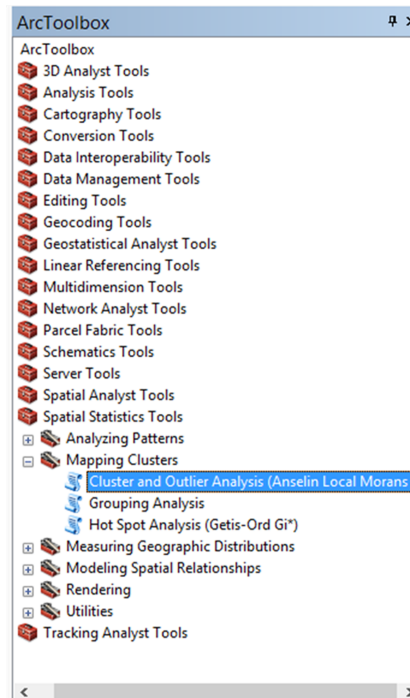 ArcToolbox
ArcToolbox
3D Analyst Tools
Analysis Tools
Cartography Tools
Conversion Tools
Data Interoperability Tools
Data Management Tools
Editing Tools
Geocoding Tools
Geostatistical Analyst Tools
Linear Referencing Tools
Multidimension Tools
Network Analyst Tools
Parcel Fabric Tools
Schematics Tools
Server Tools
Spatial Analyst Tools
Spatial Statistics Tools
Analyzing Patterns
Mapping Clusters
Cluster and Outlier Analysis (Anselin Local Morans
Grouping Analysis
Hot Spot Analysis (Getis-Ord Gi*)
Measuring Geographic Distributions
Modeling Spatial Relationships
Rendering
Utilities
Tracking Analyst Tools